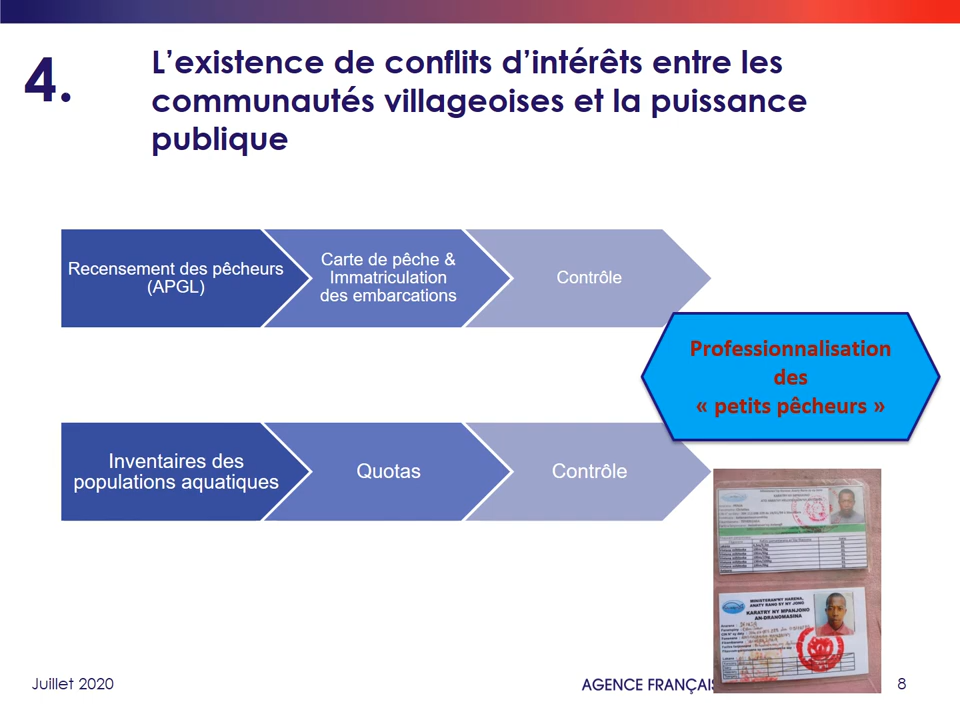 4.
L’existence de conflits d’intérêts entre les
communautés villageoises et la puissance
publique
Recensement des pêcheurs
(APGL)
Carte de pêche &
Immatriculation
des embarcations
Contrôle
Professionnalisation
des
« petits pêcheurs »
Inventaires des
populations aquatiques
Quotas
Contrôle
MINISTERAN'NY HARENA,
ANATY RANO SY NY JONO
KARATRY NY MPANJONO
AN-DRANOMASINA
Juillet 2020
AGENCE FRANÇAIS
8